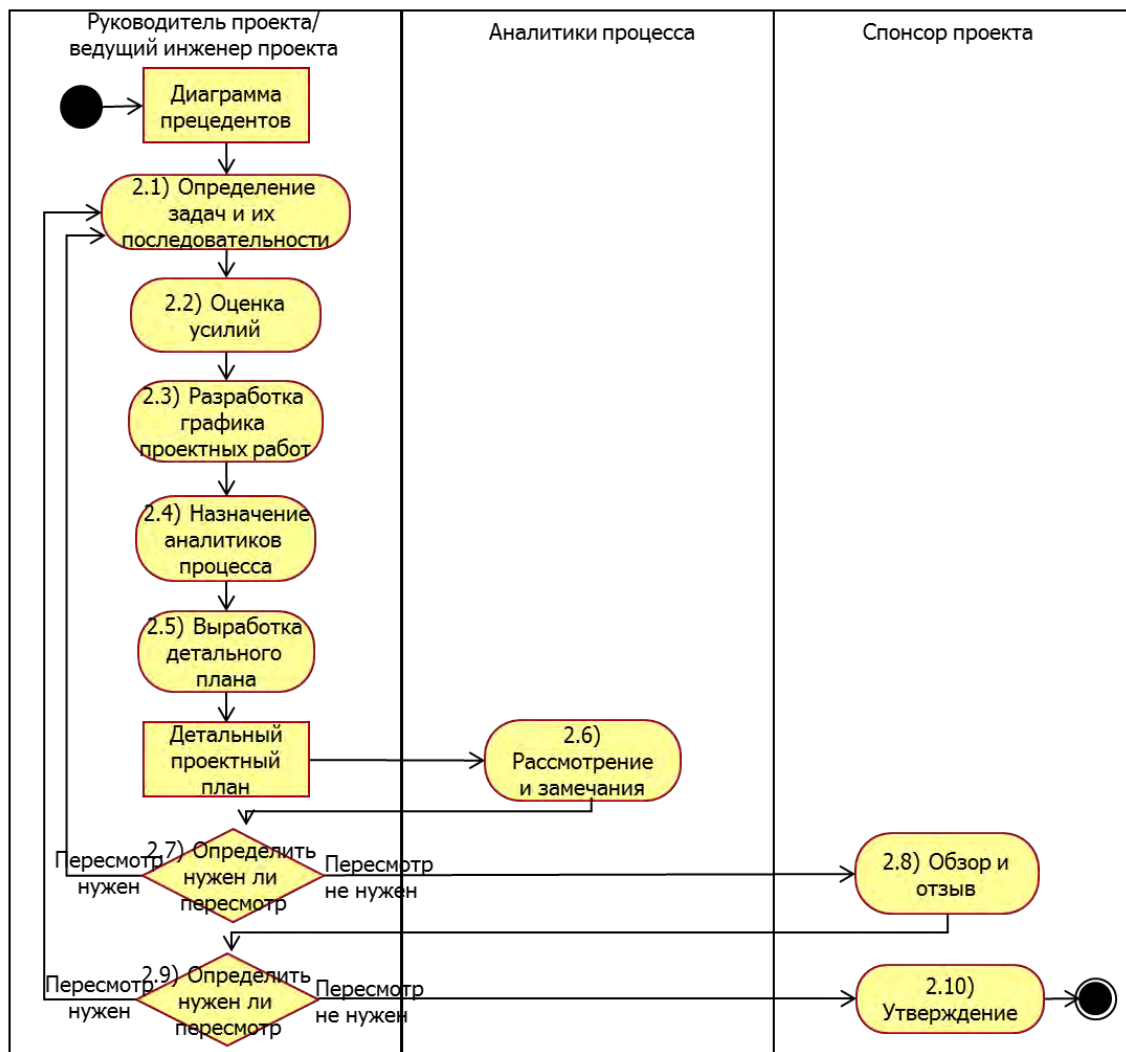 Руководитель проекта/
ведущий инженер проекта
Аналитики процесса
Спонсор проекта
Диаграмма
прецедентов
2.1) Определение
задач и их
последовательности
2.2) Оценка
усилий
2.3) Разработка
графика
проектных работ
2.4) Назначение
аналитиков
процесса
2.5) Выработка
детального
плана
Детальный
проектный
план
2.6)
Рассмотрение
и замечания
Пересмотр
нужен
2.7) Определить
нужен ли
пересмотр
Пересмотр
не нужен
2.8) Обзор и
отзыв
Пересмотр
нужен
2.9) Определить
нужен ли
пересмотр
Пересмотр
не нужен
2.10)
Утверждение